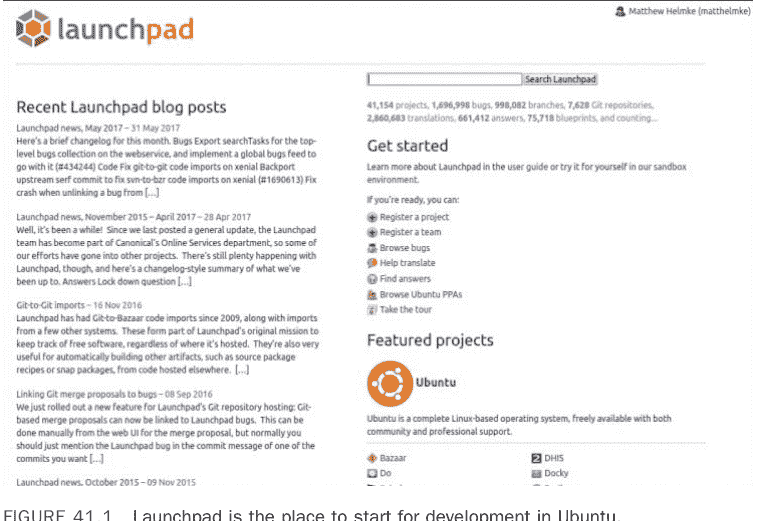 Matthew Helmke (matthelmke)
launchpad
Search Launchpad
Recent Launchpad blog posts
Launchpad news, May 2017 – 31 May 2017
Here's a brief changelog for this month. Bugs Export searchTasks for the top-
level bugs collection on the webservice, and implement a global bugs feed to
go with it (#434244) Code Fix git-to-git code imports on xenial Backport
upstream serf commit to fix svn-to-bzr code imports on xenial (#1690613) Fix
crash when unlinking a bug from [...]
Launchpad news, November 2015 – April 2017 – 28 Apr 2017
Well, it's been a while! Since we last posted a general update, the Launchpad
team has become part of Canonical's Online Services department, so some of
our efforts have gone into other projects. There's still plenty happening with
Launchpad, though, and here's a changelog-style summary of what we've
been up to. Answers Lock down question [...]
Git-to-Git imports – 16 Nov 2016
Launchpad has had Git-to-Bazaar code imports since 2009, along with imports
from a few other systems. These form part of Launchpad's original mission to
keep track of free software, regardless of where it's hosted. They're also very
useful for automatically building other artifacts, such as source package
recipes or snap packages, from code hosted elsewhere. [...]
Linking Git merge proposals to bugs – 08 Sep 2016
We just rolled out a new feature for Launchpad's Git repository hosting: Git-
based merge proposals can now be linked to Launchpad bugs. This can be
done manually from the web UI for the merge proposal, but normally you
should just mention the Launchpad bug in the commit message of one of the
commits you want [...]
Launchpad news, October 2015 – 09 Nov 2015
41,154 projects, 1,696,998 bugs, 998,082 branches, 7,628 Git repositories,
2,860,683 translations, 661,412 answers, 75,718 blueprints, and counting...
Get started
Learn more about Launchpad in the user guide or try it for yourself in our sandbox
environment.
If you're ready, you can:
Register a project
Register a team
Browse bugs
Help translate
Find answers
Browse Ubuntu PPAs
Take the tour
Featured projects
Ubuntu
Ubuntu is a complete Linux-based operating system, freely available with both
community and professional support.
Bazaar
DHIS
Do
Docky
FIGURE 41.1 Launchpad is the place to start for development in Ubuntu.